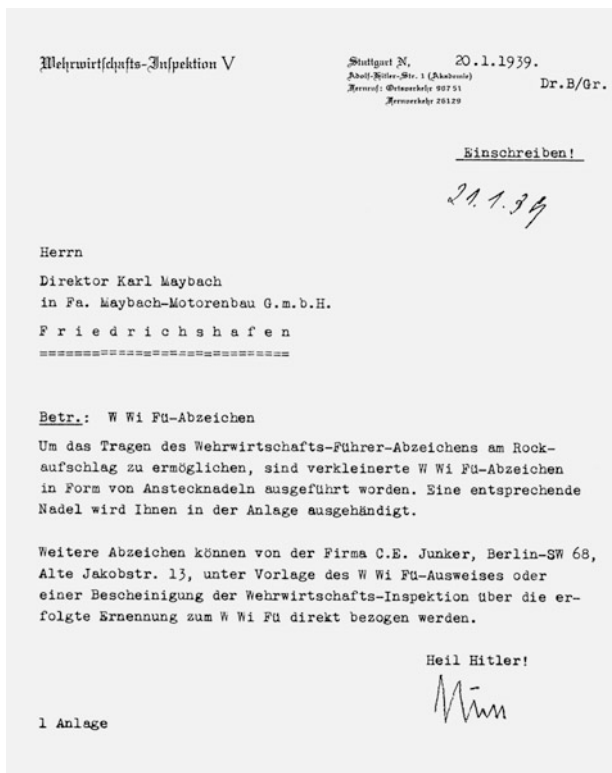 Wehrwirtschafts-Inspektion V
Stuttgart N, 20.1.1939.
Adolf-Hitler-Str. 1 (Akademie)
Fernruf: Ortsverkehr 907 51
Fernverkehr 26129
Dr.B/Gr.
Einschreiben!
21.1.39
Herrn
Direktor Karl Maybach
in Fa. Maybach-Motorenbau G.m.b.H.
F r i e d r i c h s h a f e n
=============================
Betr.: W Wi Fü-Abzeichen
Um das Tragen des Wehrwirtschafts-Führer-Abzeichens am Rock-
aufschlag zu ermöglichen, sind verkleinerte W Wi Fü-Abzeichen
in Form von Anstecknadeln ausgeführt worden. Eine entsprechende
Nadel wird Ihnen in der Anlage ausgehändigt.
Weitere Abzeichen können von der Firma C.E. Junker, Berlin-SW 68,
Alte Jakobstr. 13, unter Vorlage des W Wi Fü-Ausweises oder
einer Bescheinigung der Wehrwirtschafts-Inspektion über die er-
folgte Ernennung zum W Wi Fü direkt bezogen werden.
Heil Hitler!
1 Anlage